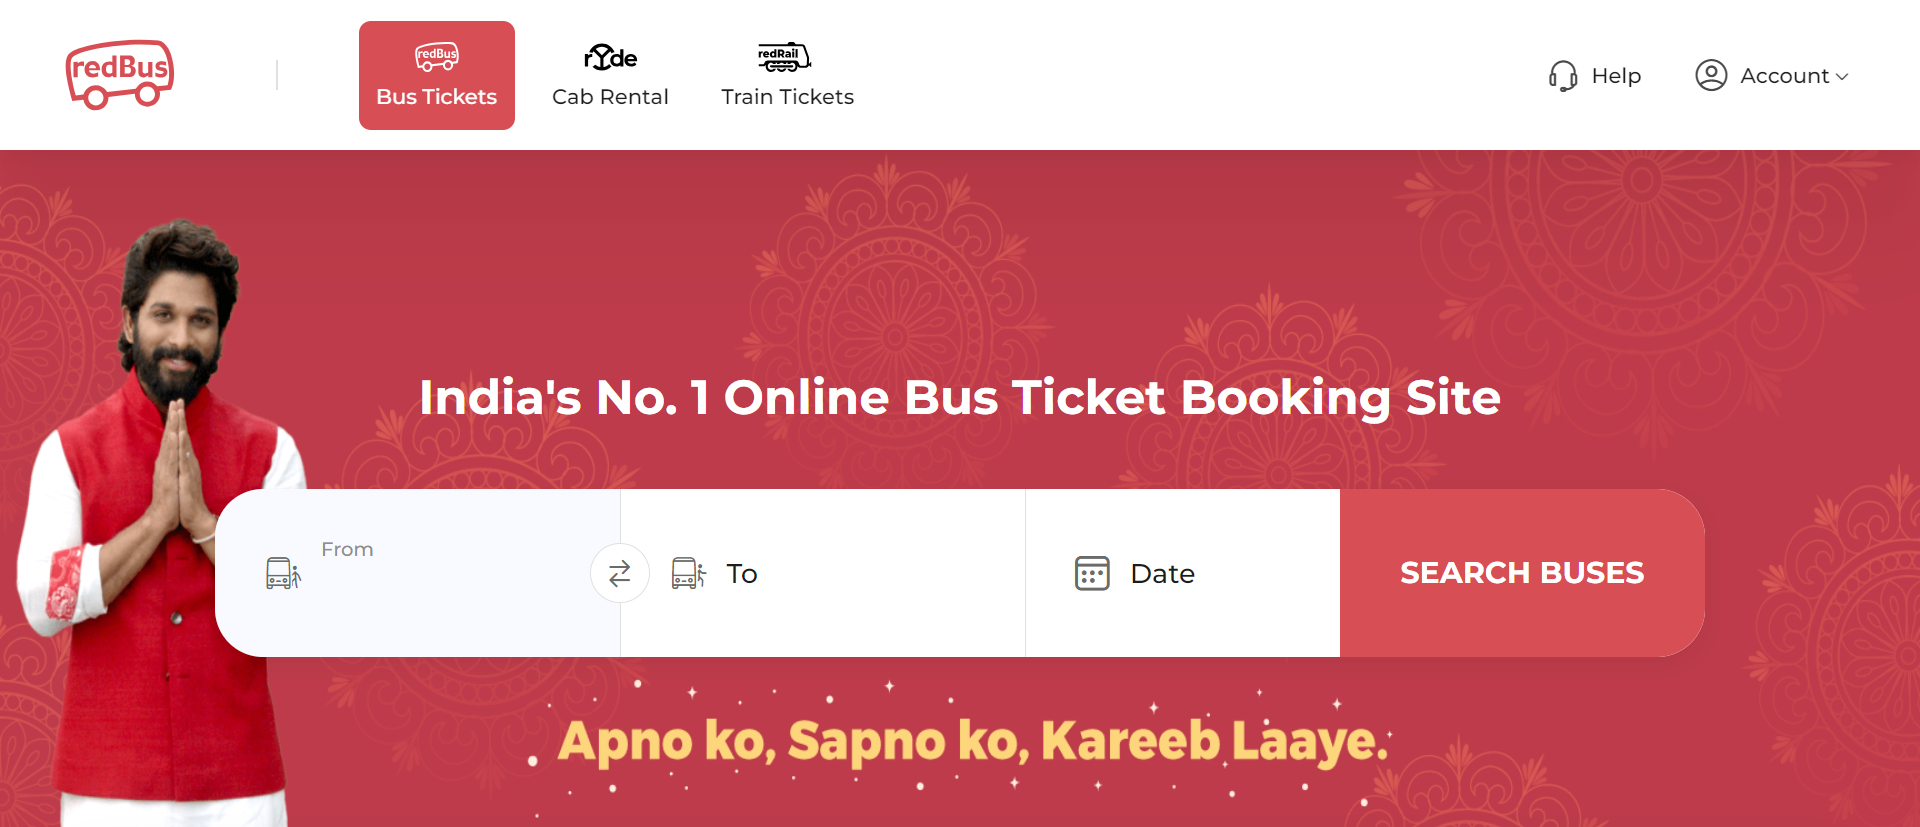 redBus
redBus
Bus Tickets
ryde
Cab Rental
redRail
Train Tickets
Help
Account
India's No. 1 Online Bus Ticket Booking Site
From
To
Date
SEARCH BUSES
Apno ko, Sapno ko, Kareeb Laaye.